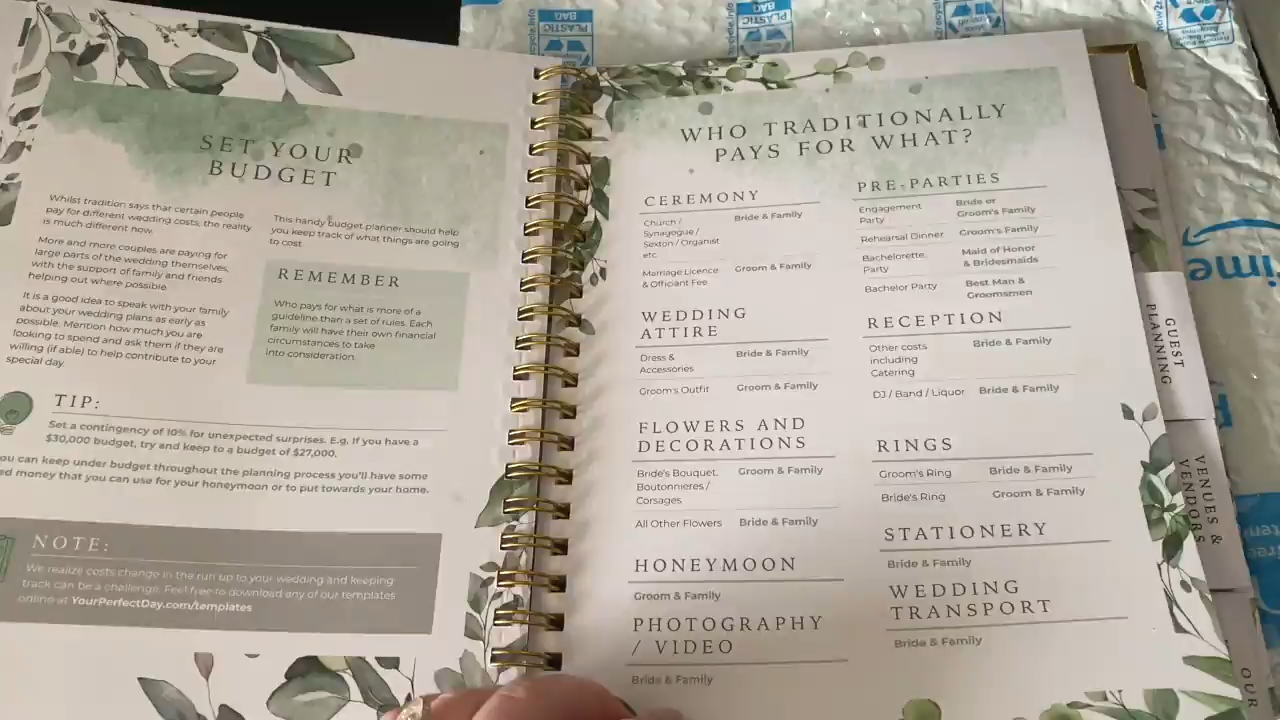 SET YOUR
BUDGET
Whilst tradition says that certain people
pay for different wedding costs, the reality
is much different now.
More and more couples are paying for
large parts of the wedding themselves,
with the support of family and friends
helping out where possible.
It is a good idea to speak with your family
about your wedding plans as early as
possible. Mention how much you are
looking to spend and ask them if they are
willing (if able) to help contribute to your
special day.
This handy budget planner should help
you keep track of what things are going
to cost.
REMEMBER
Who pays for what is more of a
guideline than a set of rules. Each
family will have their own financial
circumstances to take
into consideration.
TIP:
Set a contingency of 10% for unexpected surprises. E.g. If you have a
$30,000 budget, try and keep to a budget of $27,000.
ou can keep under budget throughout the planning process you'll have some
ed money that you can use for your honeymoon or to put towards your home.
NOTE:
We realize costs change in the run up to your wedding and keeping
track can be a challenge. Feel free to download any of our templates
online at YourPerfectDay.com/templates
WHO TRADITIONALLY
PAYS FOR WHAT?
CEREMONY
Church / Bride & Family
Synagogue /
Sexton / Organist
etc
Marriage Licence Groom & Family
& Officiant Fee
WEDDING
ATTIRE
Dress & Bride & Family
Accessories
Groom's Outfit Groom & Family
FLOWERS AND
DECORATIONS
Bride's Bouquet, Groom & Family
Boutonnieres /
Corsages
All Other Flowers Bride & Family
HONEYMOON
Groom & Family
PHOTOGRAPHY
/ VIDEO
Bride & Family
PRE-PARTIES
Engagement Bride or
Party Groom's Family
Rehearsal Dinner Groom's Family
Bachelorette Maid of Honor
Party & Bridesmaids
Bachelor Party Best Man &
Groomsmen
RECEPTION
Other costs Bride & Family
including
Catering
DJ / Band / Liquor Bride & Family
RINGS
Groom's Ring Bride & Family
Bride's Ring Groom & Family
STATIONERY
Bride & Family
WEDDING
TRANSPORT
Bride & Family
GUEST
PLANNING
VENUES &
VENDORS
OUR
PLASTIC
BAG
PLASTIC
BAG